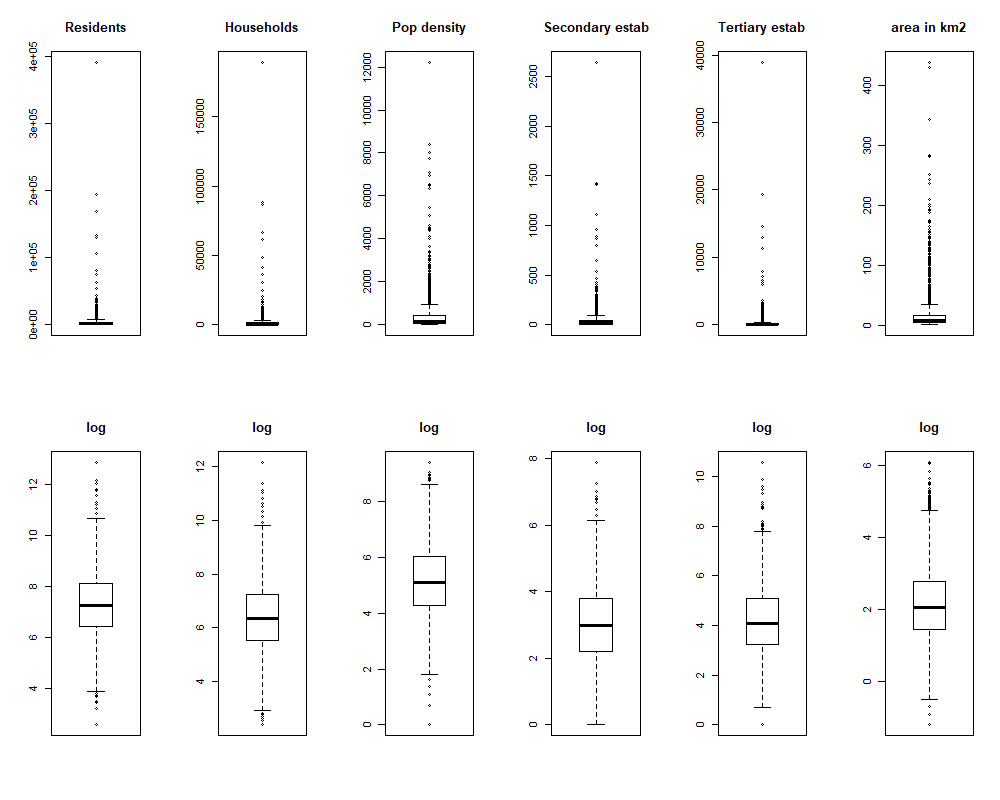 Residents Households Pop density Secondary estab Tertiary estab area in km2
0e+00 1e+05 2e+05 3e+05 4e+05
0 50000 100000 150000
0 2000 4000 6000 8000 10000 12000
0 500 1000 1500 2000 2500
0 10000 20000 30000 40000
0 100 200 300 400
log log log log log log
4 6 8 10 12
4 6 8 10 12
0 2 4 6 8
0 2 4 6 8
0 2 4 6 8 10
0 2 4 6